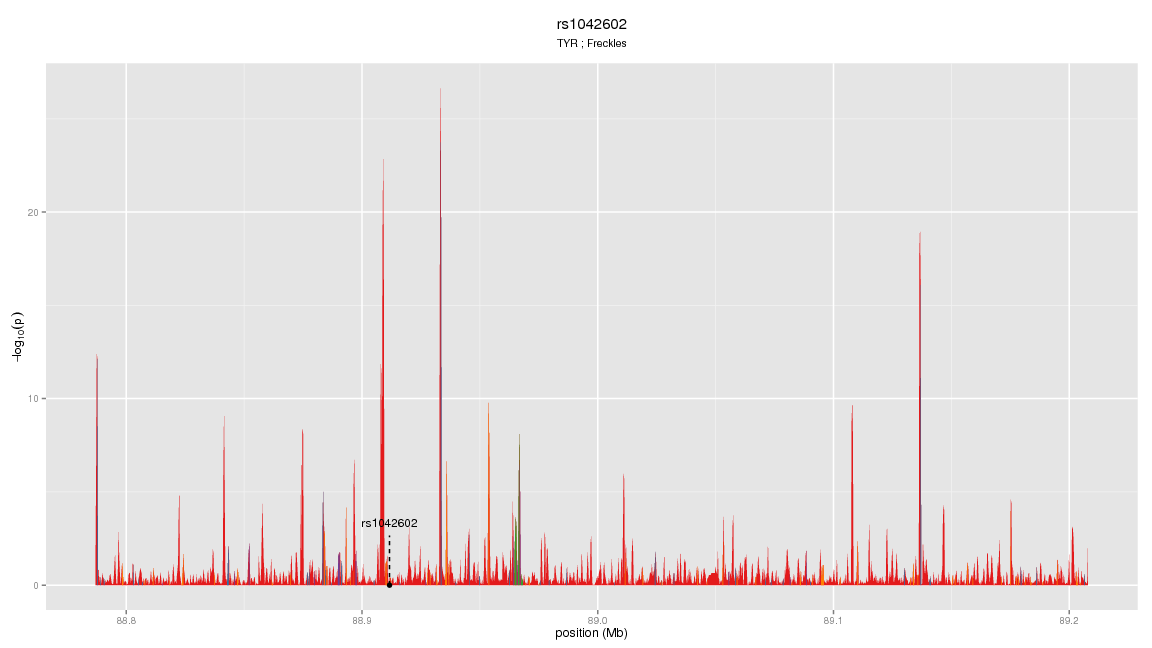 rs1042602
TYR ; Freckles
20
10
0
−log10(p)
rs1042602
88.8 88.9 89.0 89.1 89.2
position (Mb)